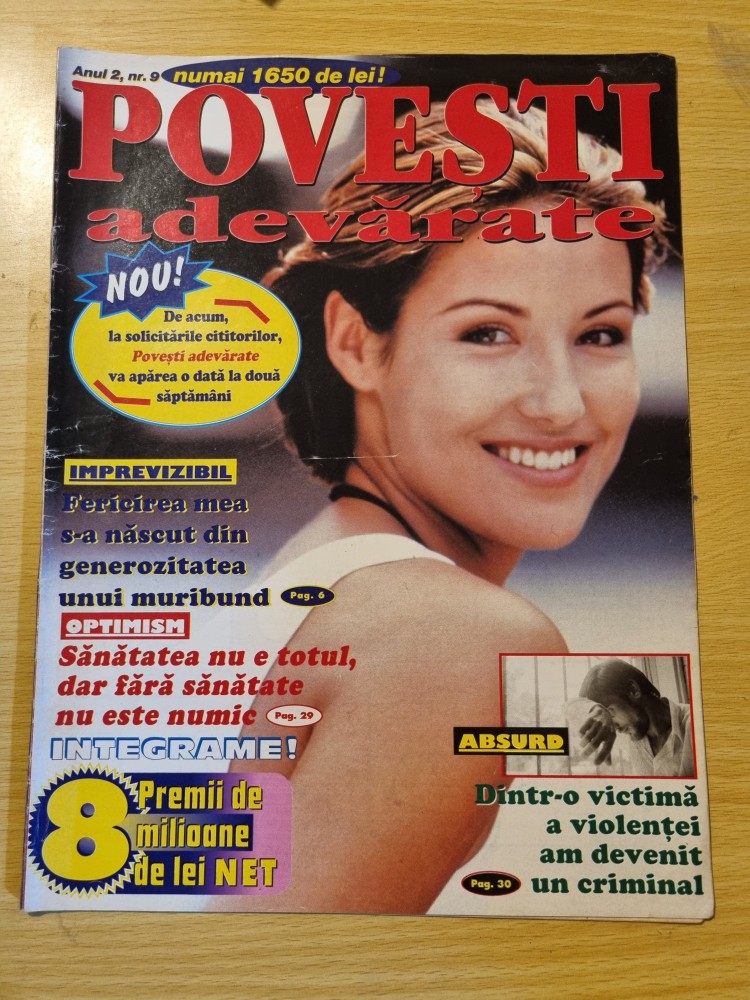 Anul 2, nr. 9 numai 1650 de lei!
POVEȘTI
adevărate
NOU!
De acum,
la solicitările cititorilor,
Povești adevărate
va apărea o dată la două
săptămâni
IMPREVIZIBIL
Fericirea mea
s-a născut din
generozitatea
unui muribund Pag. 6
OPTIMISM
Sănătatea nu e totul,
dar fără sănătate
nu este numic Pag. 29
INTEGRAME!
8 Premii de
milioane
de lei NET
ABSURD
Dintr-o victimă
a violenței
am devenit
Pag. 30 un criminal